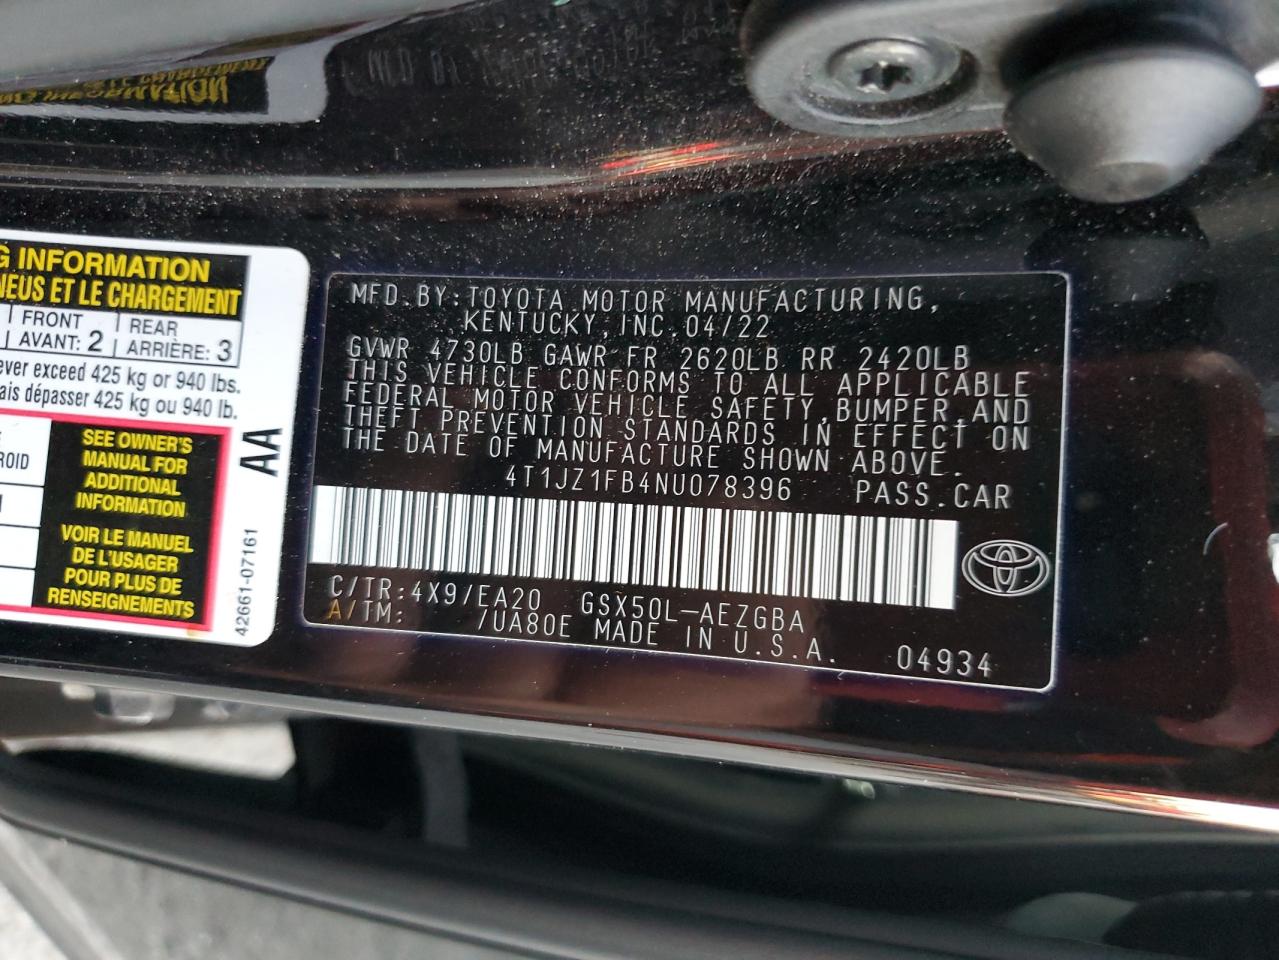 G INFORMATION
NEUS ET LE CHARGEMENT
FRONT
AVANT: 2
REAR
ARRIÈRE: 3
ever exceed 425 kg or 940 lbs.
ais dépasser 425 kg ou 940 lb.
SEE OWNER'S
MANUAL FOR
ADDITIONAL
INFORMATION
VOIR LE MANUEL
DE L'USAGER
POUR PLUS DE
RENSEIGNEMENTS
AA
42661-07161
MFD.BY:TOYOTA MOTOR MANUFACTURING,
KENTUCKY,INC.04/22
GVWR 4730LB GAWR FR 2620LB RR 2420LB
THIS VEHICLE CONFORMS TO ALL APPLICABLE
FEDERAL MOTOR VEHICLE SAFETY,BUMPER,AND
THEFT PREVENTION STANDARDS IN EFFECT ON
THE DATE OF MANUFACTURE SHOWN ABOVE.
4T1JZ1FB4NU078396 PASS.CAR
C/TR:4X9/EA20 GSX50L-AEZGBA
A/TM: /UA80E MADE IN U.S.A.
04934